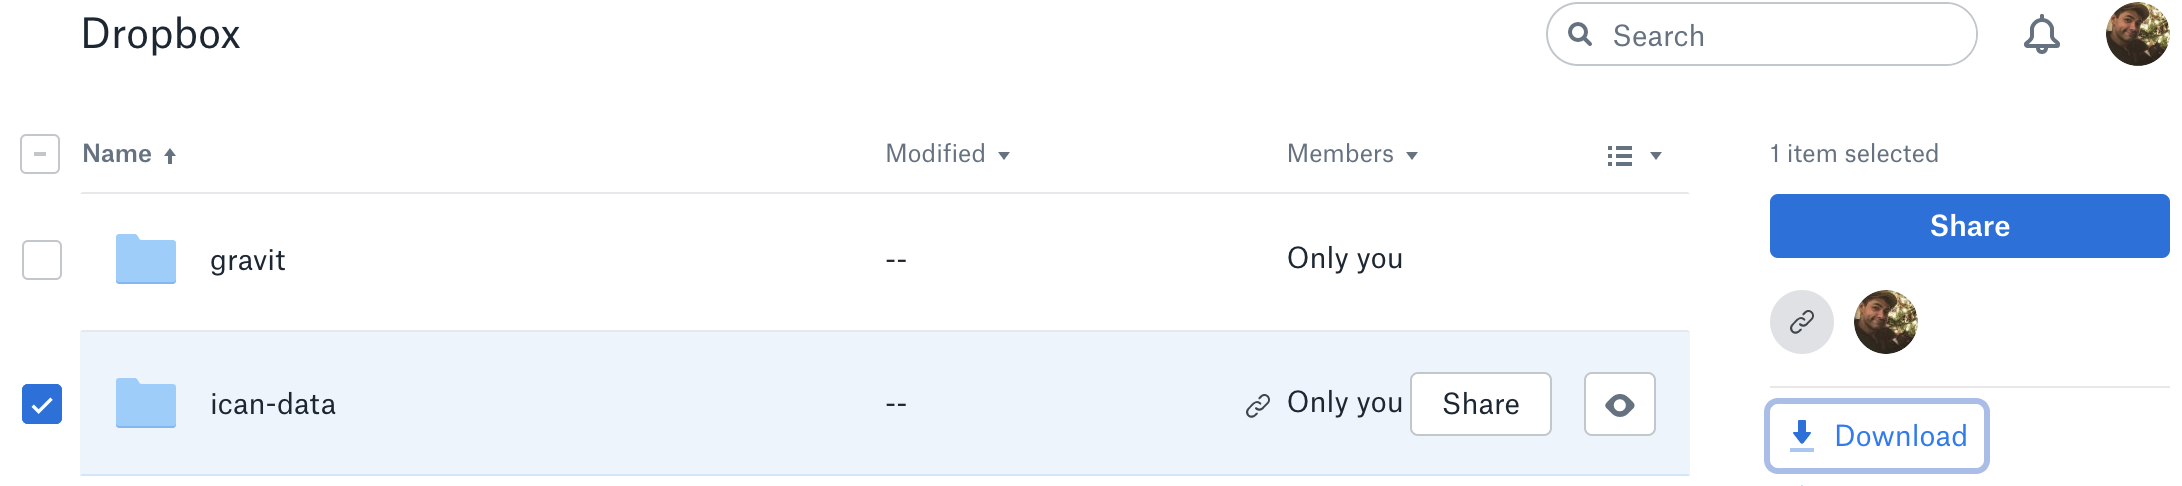 Dropbox
Search
Name Modified Members
1 item selected
gravit -- Only you
Share
ican-data -- Only you Share
Download